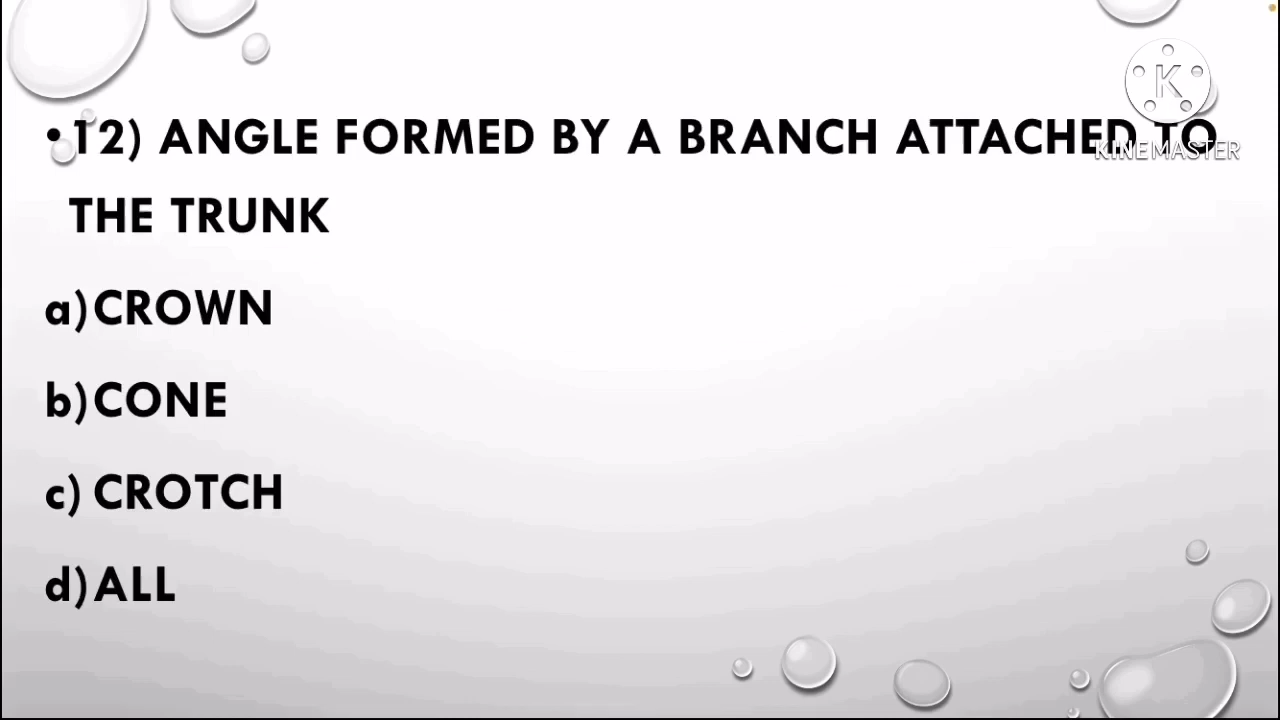 K
KINEMASTER
•12) ANGLE FORMED BY A BRANCH ATTACHED TO
THE TRUNK
a)CROWN
b)CONE
c) CROTCH
d)ALL